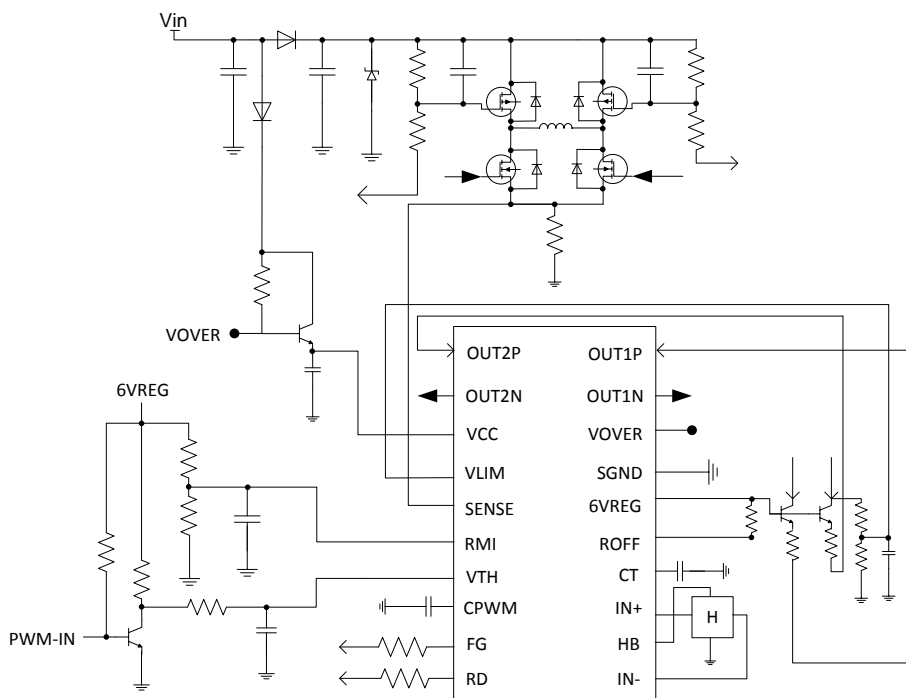 Vin
VOVER
6VREG
PWM-IN
OUT2P
OUT2N
VCC
VLIM
SENSE
RMI
VTH
CPWM
FG
RD
OUT1P
OUT1N
VOVER
SGND
6VREG
ROFF
CT
IN+
HB
IN-
H